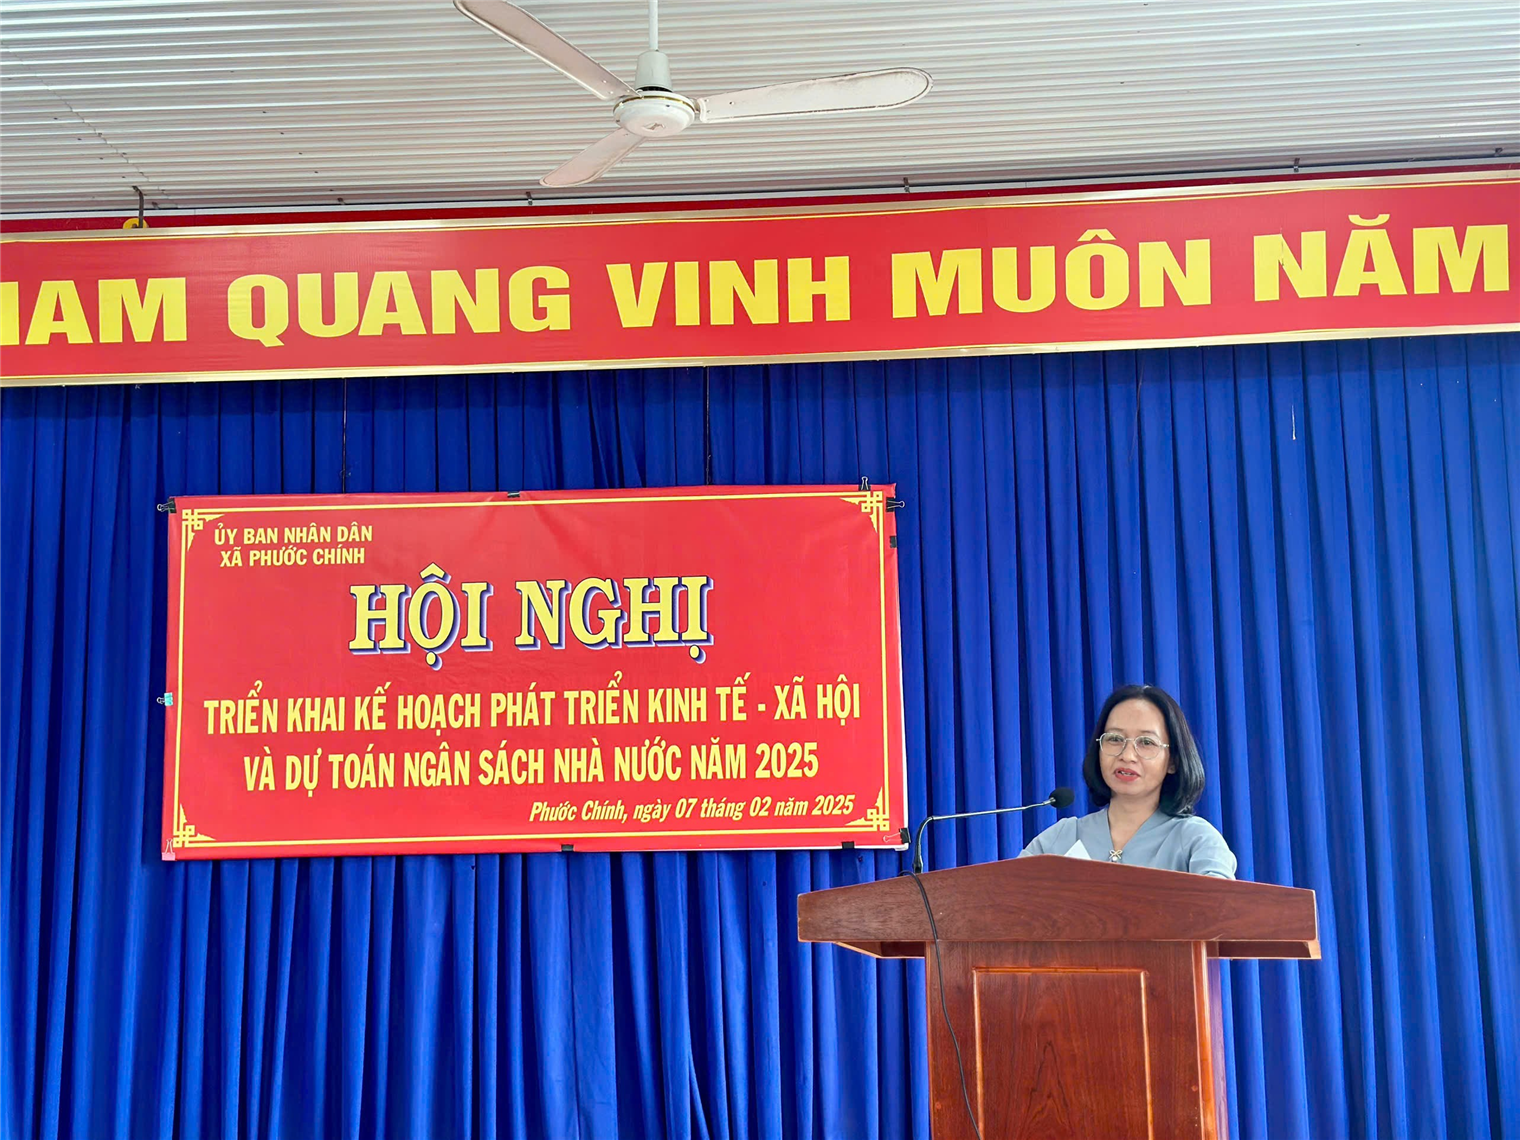 NAM QUANG VINH MUÔN NĂM
ỦY BAN NHÂN DÂN
XÃ PHƯỚC CHÍNH
HỘI NGHỊ
TRIỂN KHAI KẾ HOẠCH PHÁT TRIỂN KINH TẾ - XÃ HỘI
VÀ DỰ TOÁN NGÂN SÁCH NHÀ NƯỚC NĂM 2025
Phước Chính, ngày 07 tháng 02 năm 2025